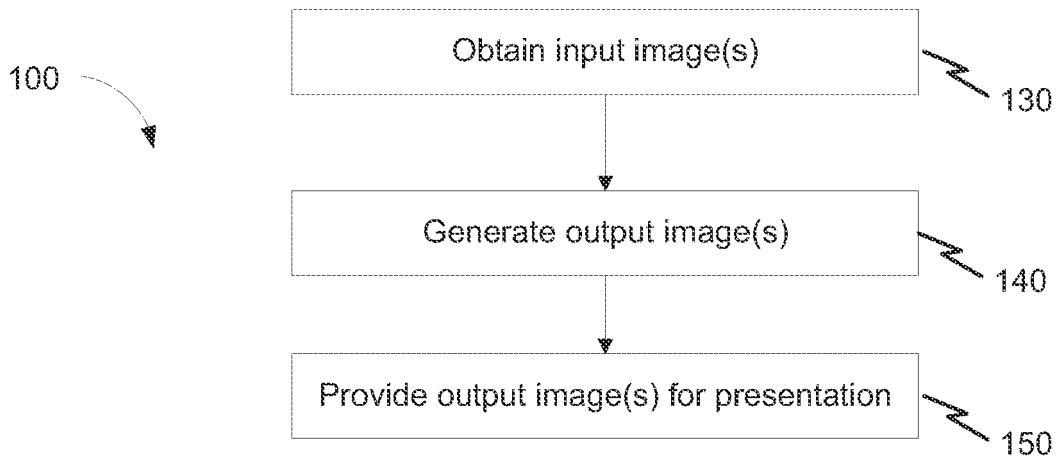 Obtain input image(s)
100
130
Generate output image(s)
140
Provide output image(s) for presentation
150